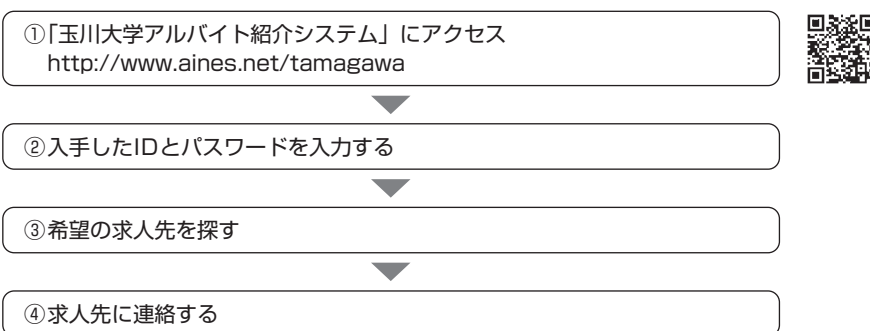 ①「玉川大学アルバイト紹介システム」にアクセス
http://www.aines.net/tamagawa
②入手したIDとパスワードを入力する
③希望の求人先を探す
④求人先に連絡する